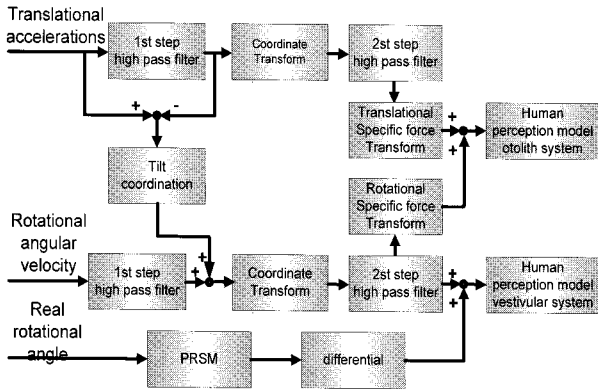 Translational
accelerations
1st step
high pass filter
Coordinate
Transform
2st step
high pass filter
+
-
Translational
Specific force
Transform
+
+
Human
perception model
otolith system
Tilt
coordination
Rotational
Specific force
Transform
Rotational
angular
velocity
1st step
high pass filter
+
+
Coordinate
Transform
2st step
high pass filter
+
+
Human
perception model
vestivular system
Real
rotational
angle
PRSM
differential